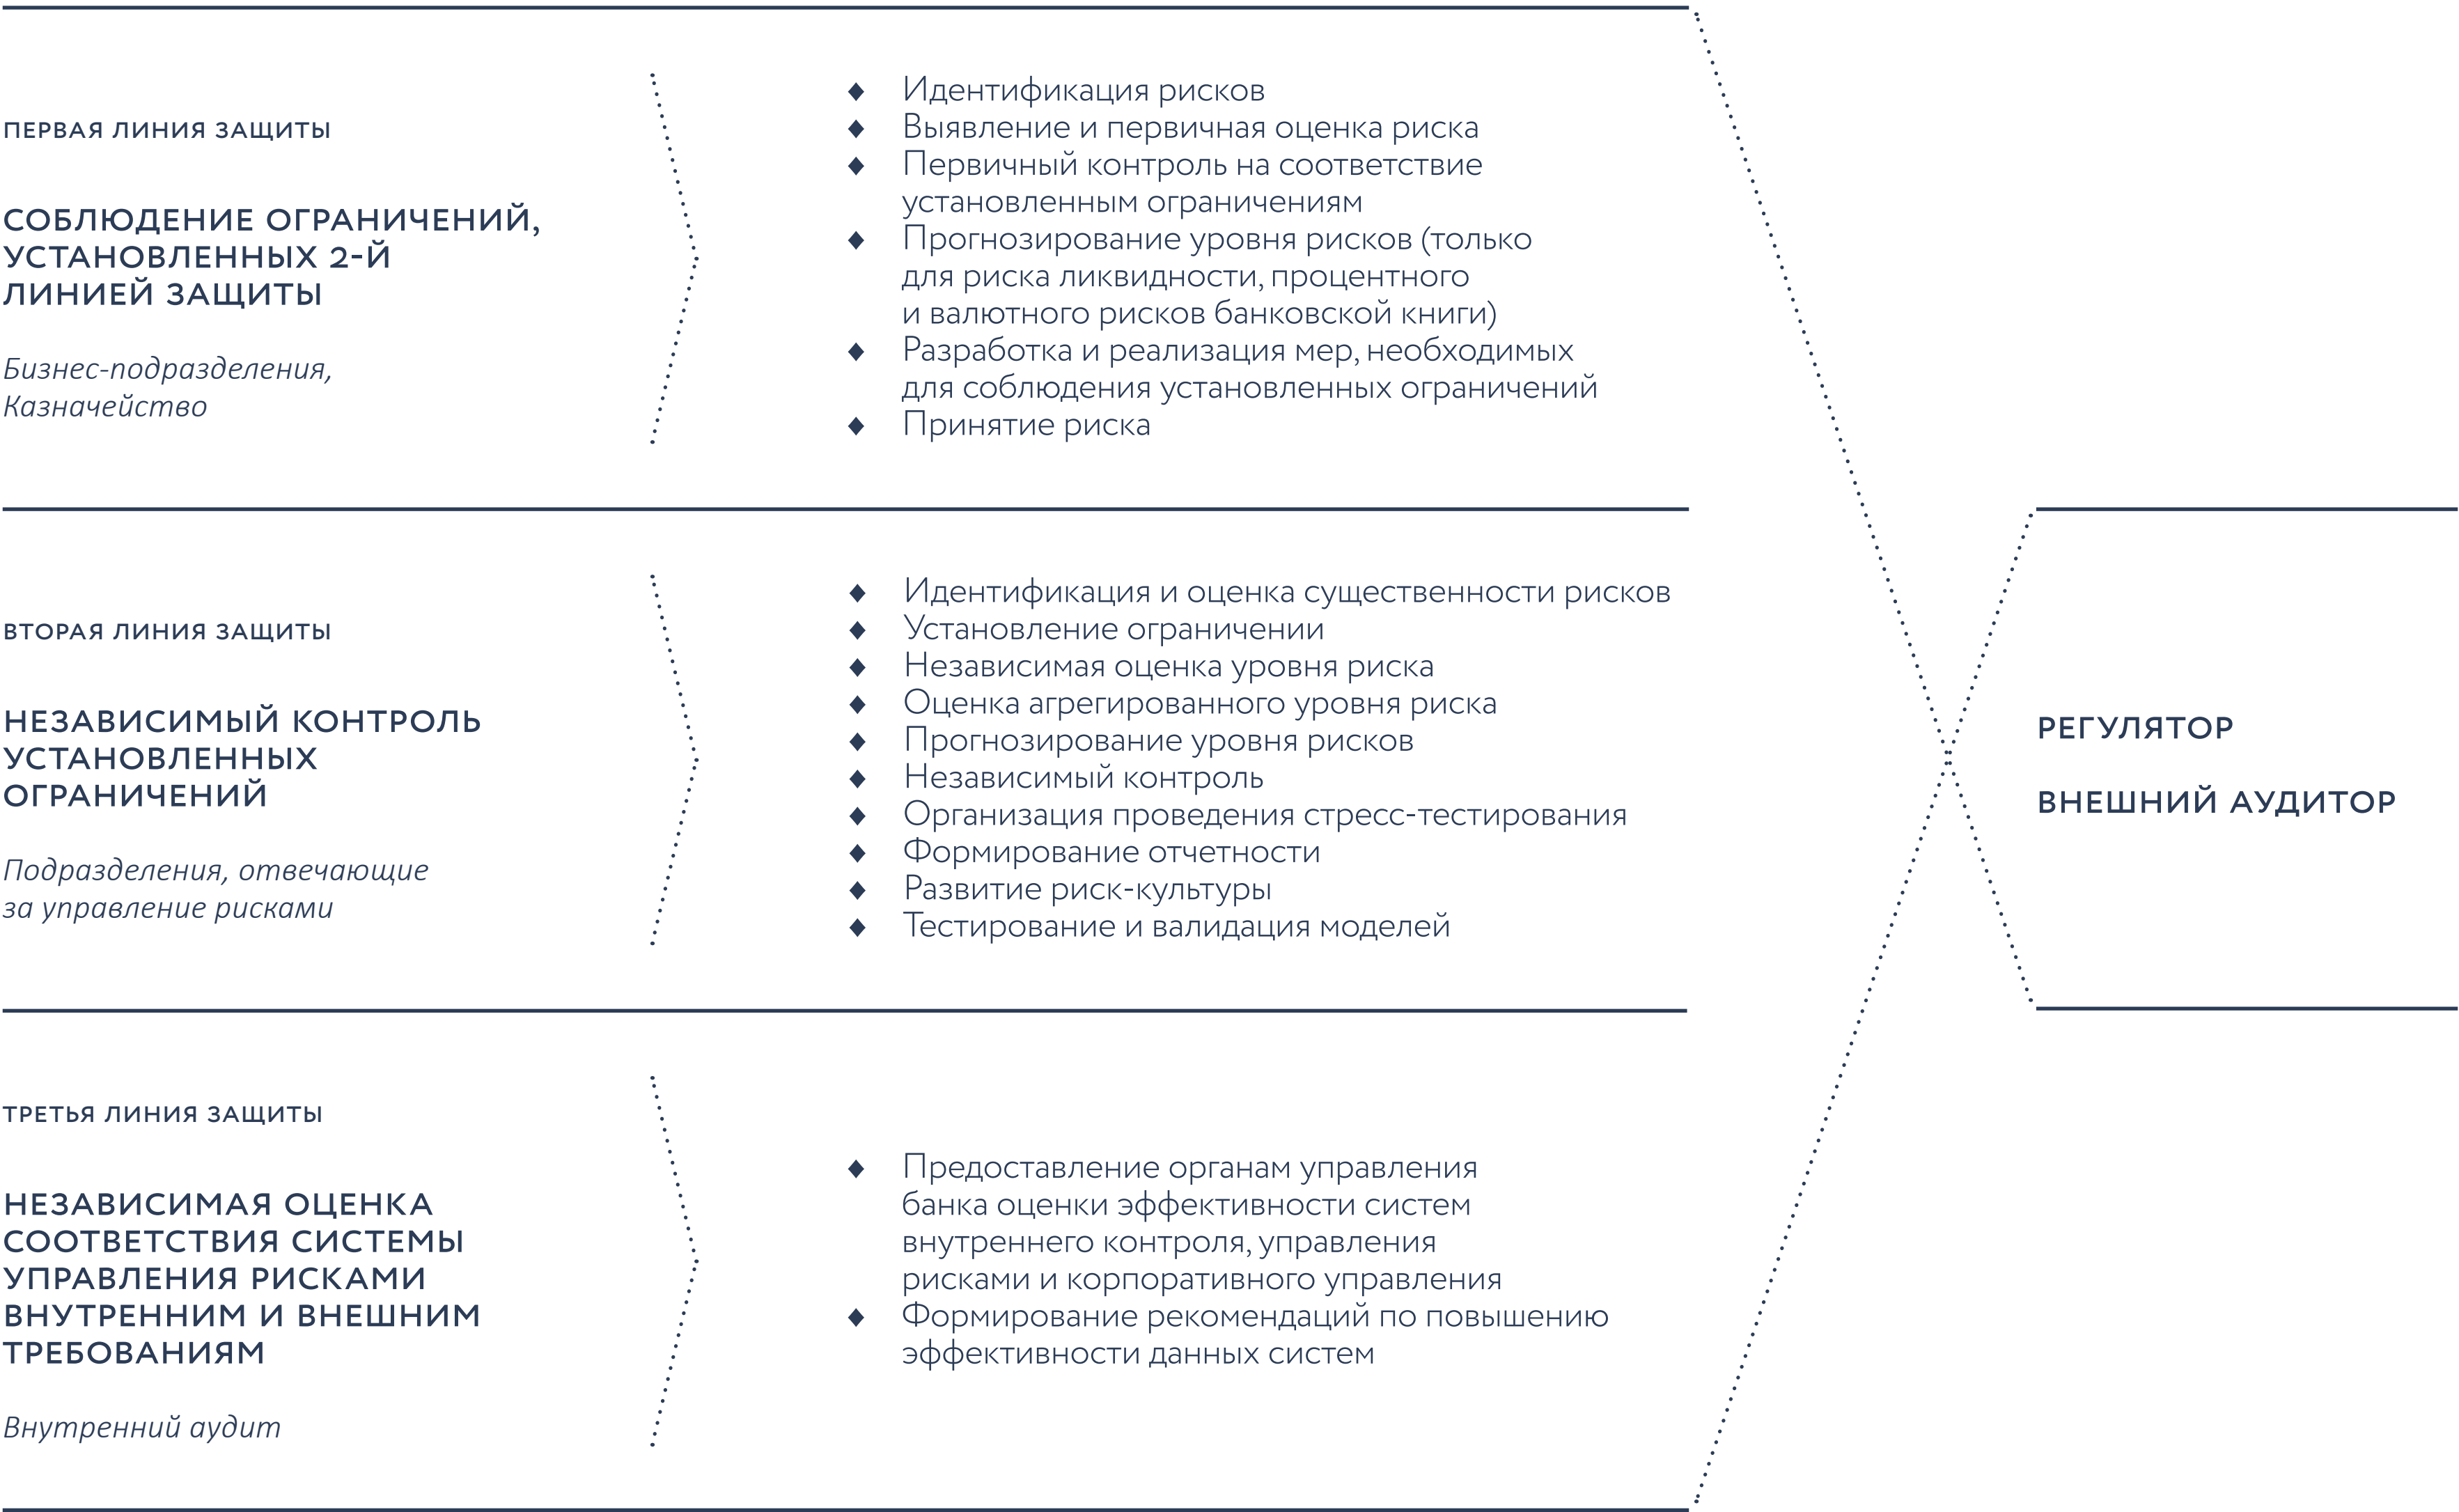 ПЕРВАЯ ЛИНИЯ ЗАЩИТЫ
СОБЛЮДЕНИЕ ОГРАНИЧЕНИЙ,
УСТАНОВЛЕННЫХ 2-Й
ЛИНИЕЙ ЗАЩИТЫ
Бизнес-подразделения,
Казначейство
♦ Идентификация рисков
♦ Выявление и первичная оценка риска
♦ Первичный контроль на соответствие
установленным ограничениям
♦ Прогнозирование уровня рисков (только
для риска ликвидности, процентного
и валютного рисков банковской книги)
♦ Разработка и реализация мер, необходимых
для соблюдения установленных ограничений
♦ Принятие риска
ВТОРАЯ ЛИНИЯ ЗАЩИТЫ
НЕЗАВИСИМЫЙ КОНТРОЛЬ
УСТАНОВЛЕННЫХ
ОГРАНИЧЕНИЙ
Подразделения, отвечающие
за управление рисками
♦ Идентификация и оценка существенности рисков
♦ Установление ограничении
♦ Независимая оценка уровня риска
♦ Оценка агрегированного уровня риска
♦ Прогнозирование уровня рисков
♦ Независимый контроль
♦ Организация проведения стресс-тестирования
♦ Формирование отчетности
♦ Развитие риск-культуры
♦ Тестирование и валидация моделей
ТРЕТЬЯ ЛИНИЯ ЗАЩИТЫ
НЕЗАВИСИМАЯ ОЦЕНКА
СООТВЕТСТВИЯ СИСТЕМЫ
УПРАВЛЕНИЯ РИСКАМИ
ВНУТРЕННИМ И ВНЕШНИМ
ТРЕБОВАНИЯМ
Внутренний аудит
♦ Предоставление органам управления
банка оценки эффективности систем
внутреннего контроля, управления
рисками и корпоративного управления
♦ Формирование рекомендаций по повышению
эффективности данных систем
РЕГУЛЯТОР
ВНЕШНИЙ АУДИТОР